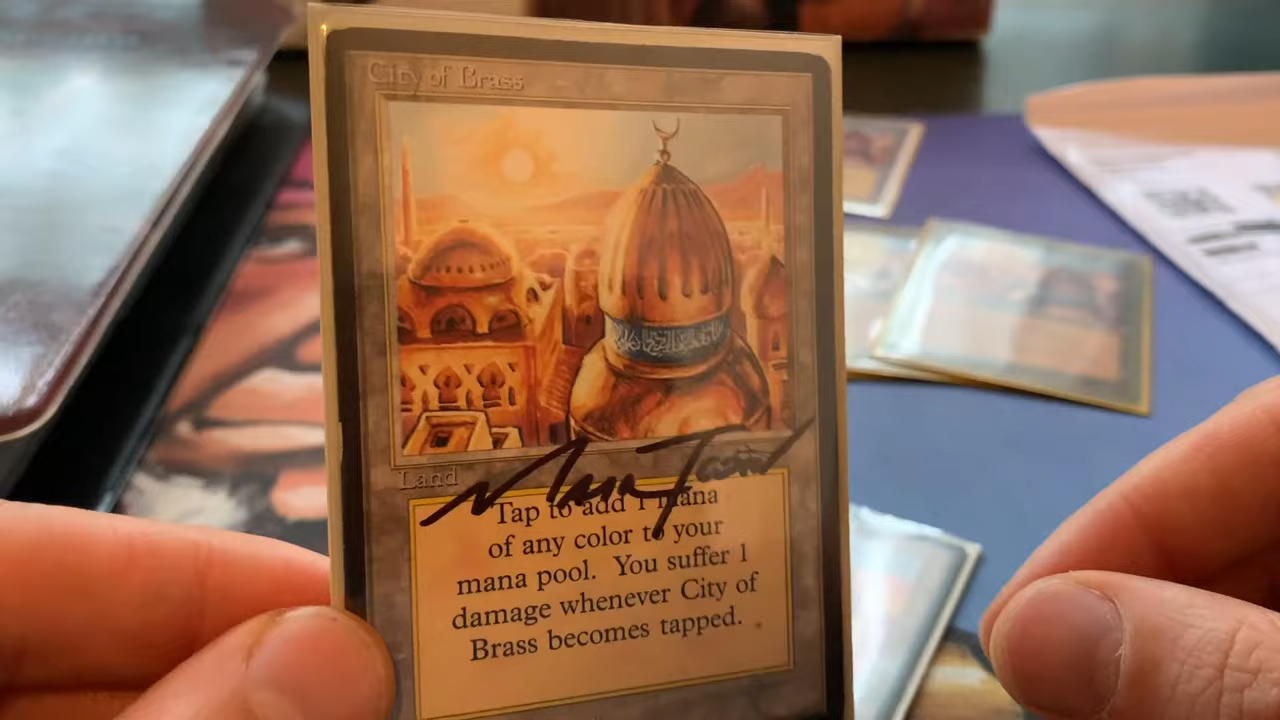 City of Brass
Land
Tap to add 1 mana
of any color to your
mana pool. You suffer 1
damage whenever City of
Brass becomes tapped.